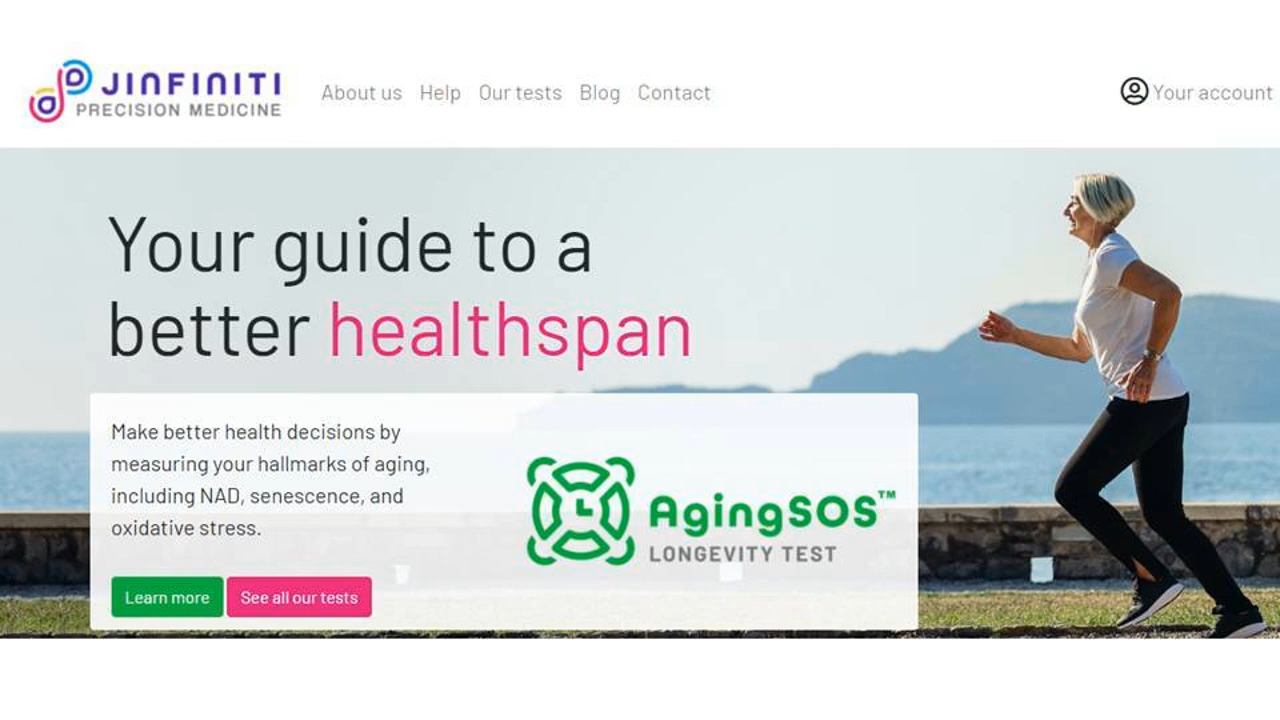 JINFINITI
PRECISION MEDICINE
About us Help Our tests Blog Contact
Your account
Your guide to a
better healthspan
Make better health decisions by
measuring your hallmarks of aging,
including NAD, senescence, and
oxidative stress.
Learn more See all our tests
AgingSOS™
LONGEVITY TEST